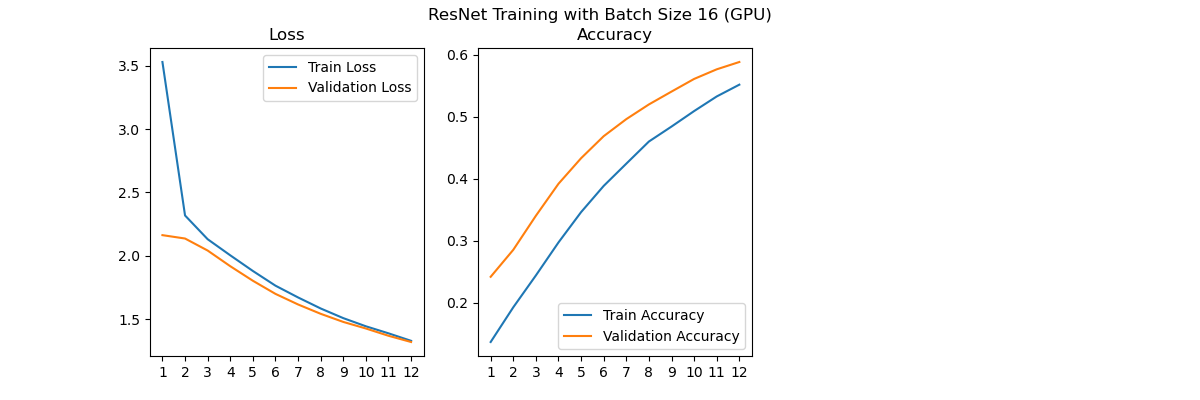 ResNet Training with Batch Size 16 (GPU)
Loss
Train Loss
Validation Loss
3.5
3.0
2.5
2.0
1.5
1 2 3 4 5 6 7 8 9 10 11 12
Accuracy
0.6
0.5
0.4
0.3
0.2
Train Accuracy
Validation Accuracy
1 2 3 4 5 6 7 8 9 10 11 12